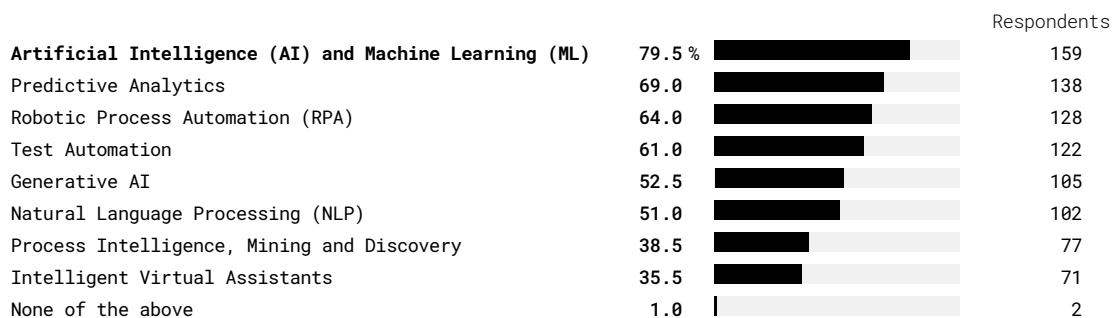 Respondents
Artificial Intelligence (AI) and Machine Learning (ML) 79.5 % 159
Predictive Analytics 69.0 138
Robotic Process Automation (RPA) 64.0 128
Test Automation 61.0 122
Generative AI 52.5 105
Natural Language Processing (NLP) 51.0 102
Process Intelligence, Mining and Discovery 38.5 77
Intelligent Virtual Assistants 35.5 71
None of the above 1.0 2